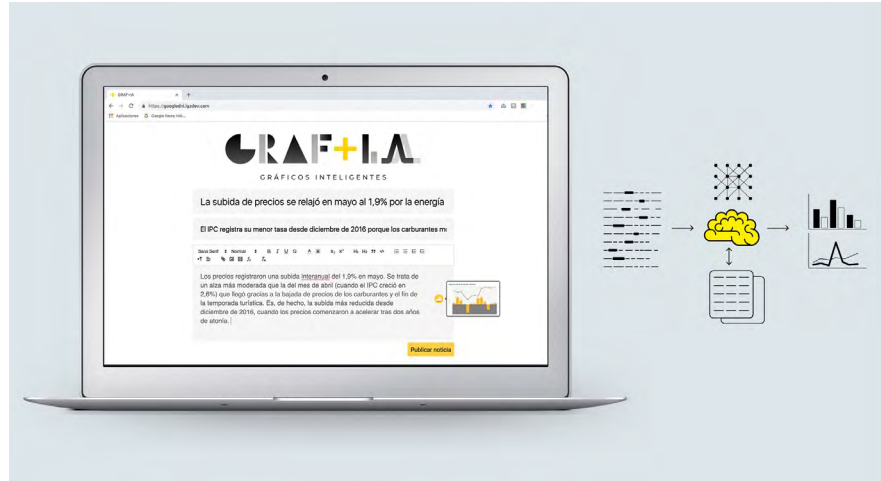 GRAF+IA
https://googledni.lqzdev.com
Aplicaciones
GRAF+IA
GRÁFICOS INTELIGENTES
La subida de precios se relajó en mayo al 1,9% por la energía
El IPC registra su menor tasa desde diciembre de 2016 porque los carburantes
Sans Serif Normal
Los precios registraron una subida interanual del 1,9% en mayo. Se trata de
un alza más moderada que la del mes de abril (cuando el IPC creció en
2,6%) que llegó gracias a la bajada de precios de los carburantes y el fin de
la temporada turística. Es, de hecho, la subida más reducida desde
diciembre de 2016, cuando los precios comenzaron a acelerar tras dos años
de atonía.
Publicar noticia